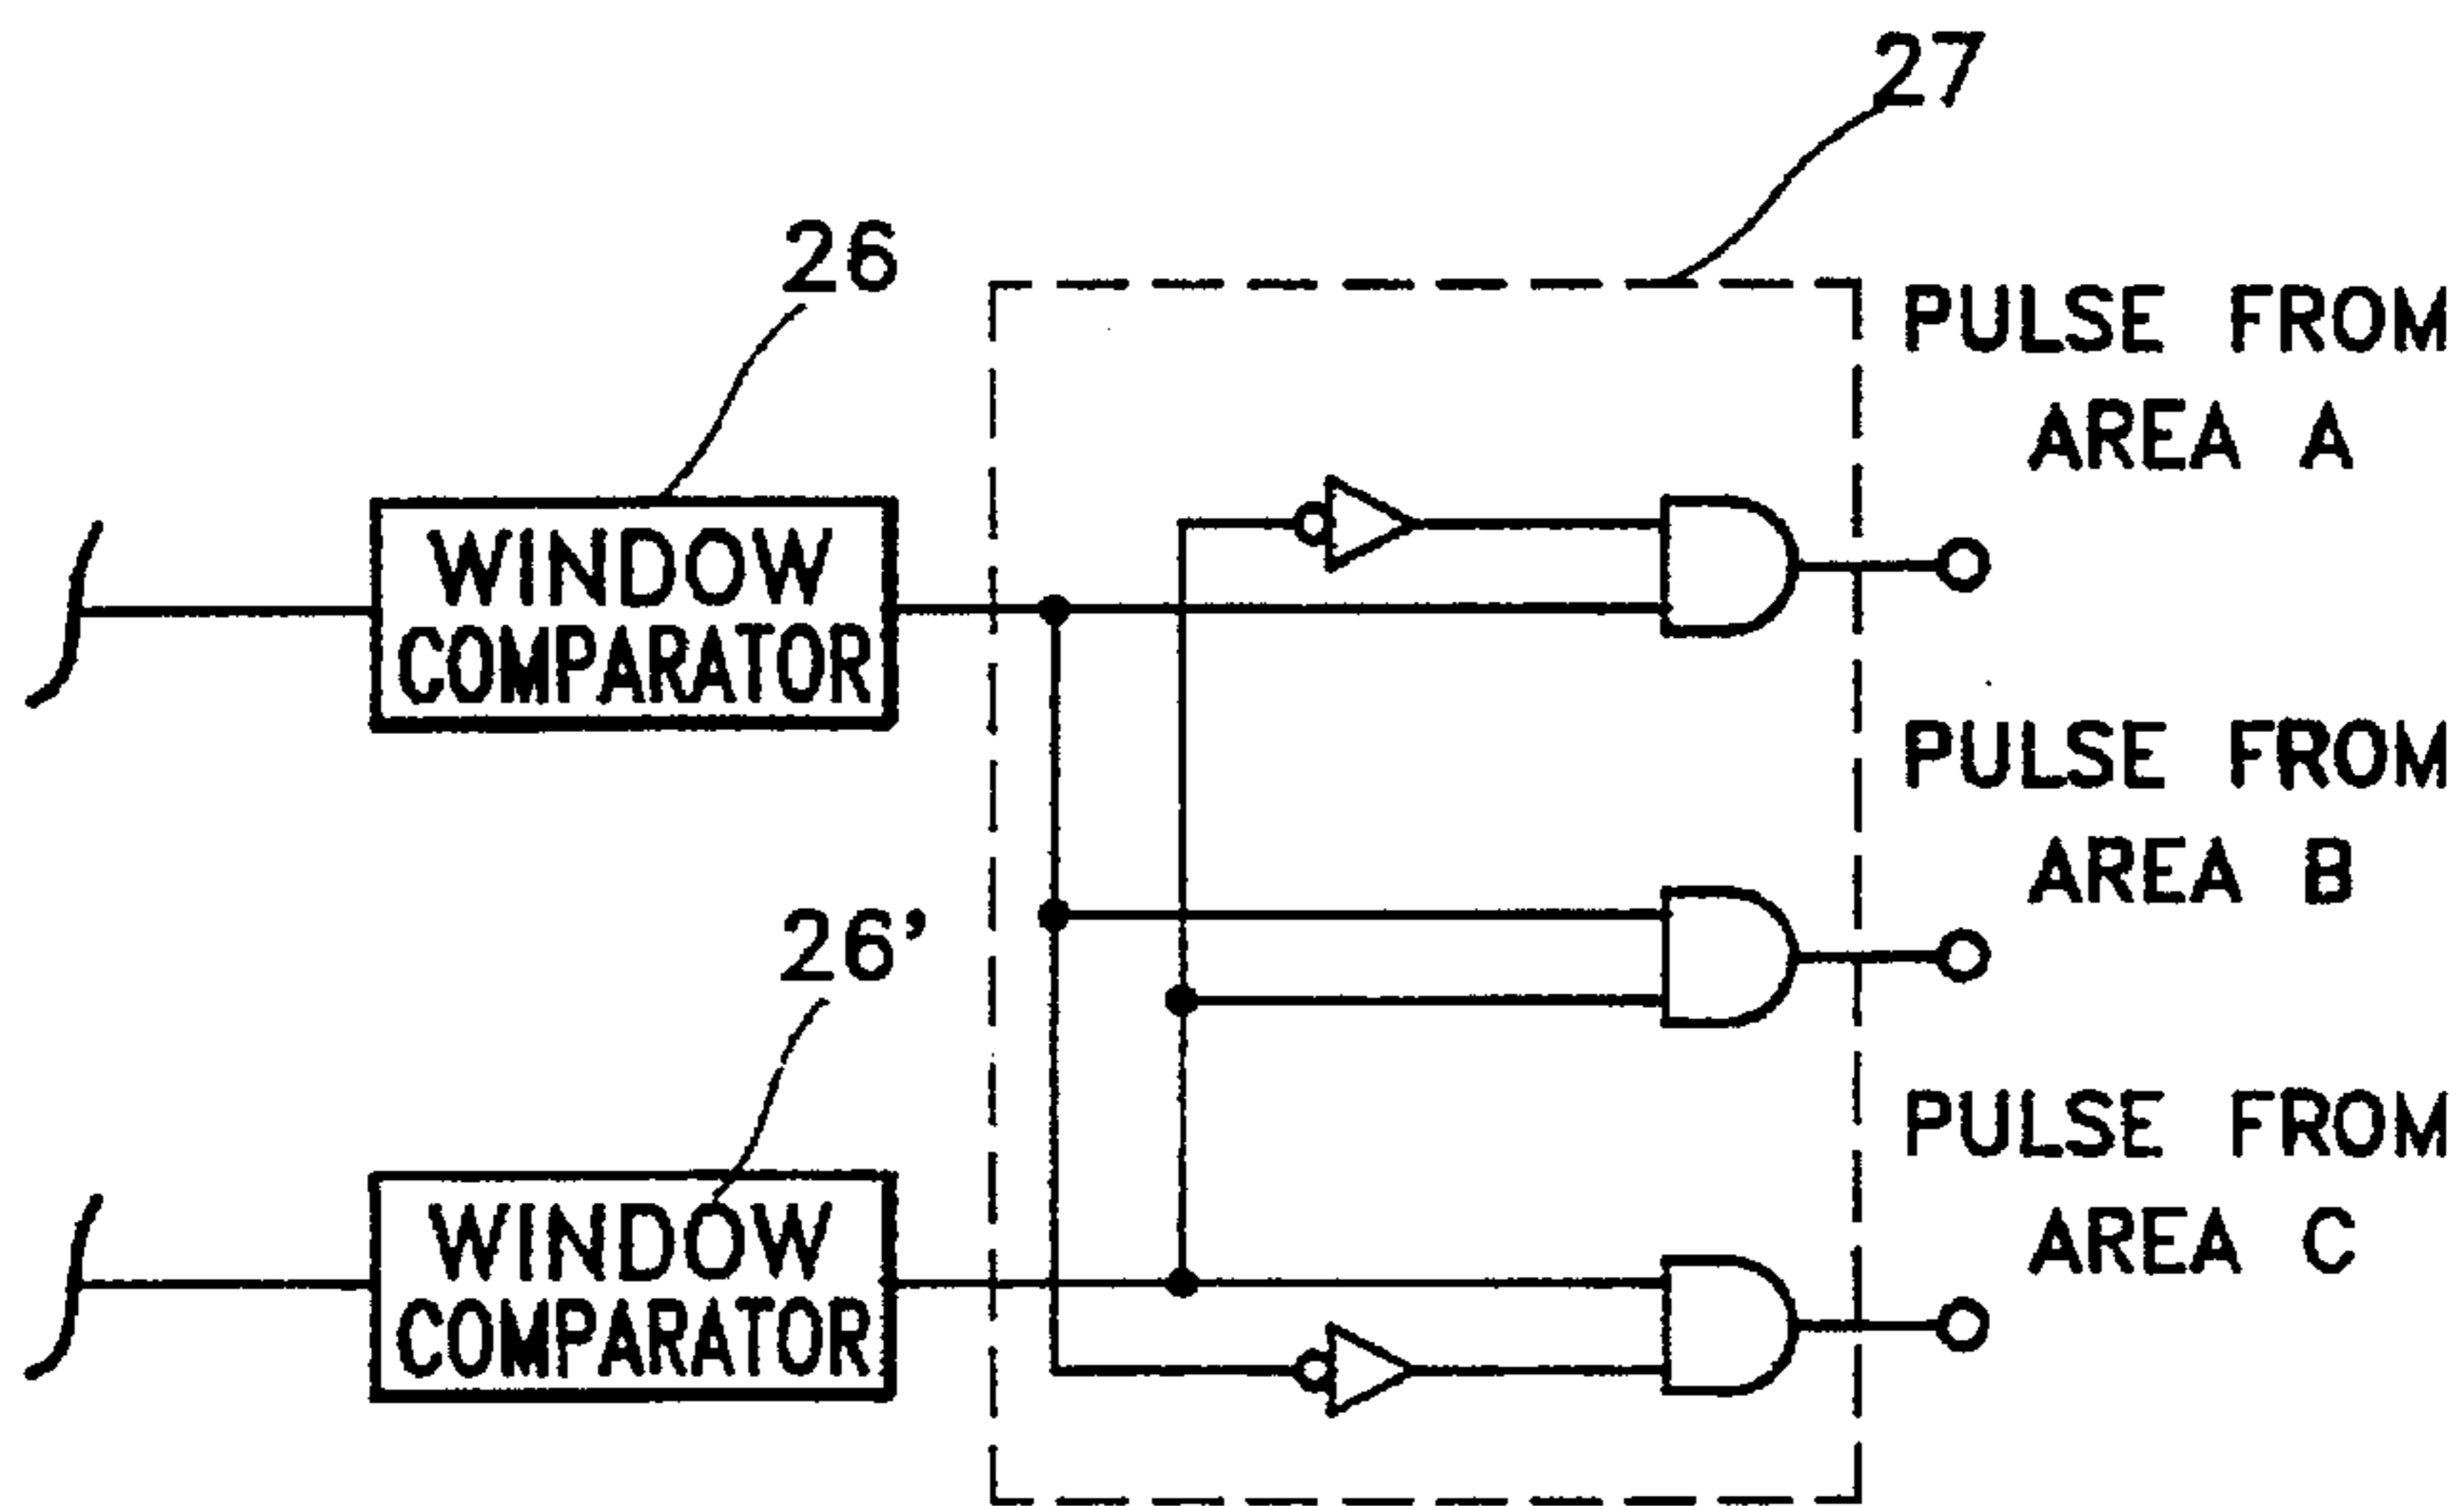 27
26
PULSE FROM
AREA A
WINDOW
COMPARATOR
PULSE FROM
AREA B
26'
PULSE FROM
AREA C
WINDOW
COMPARATOR